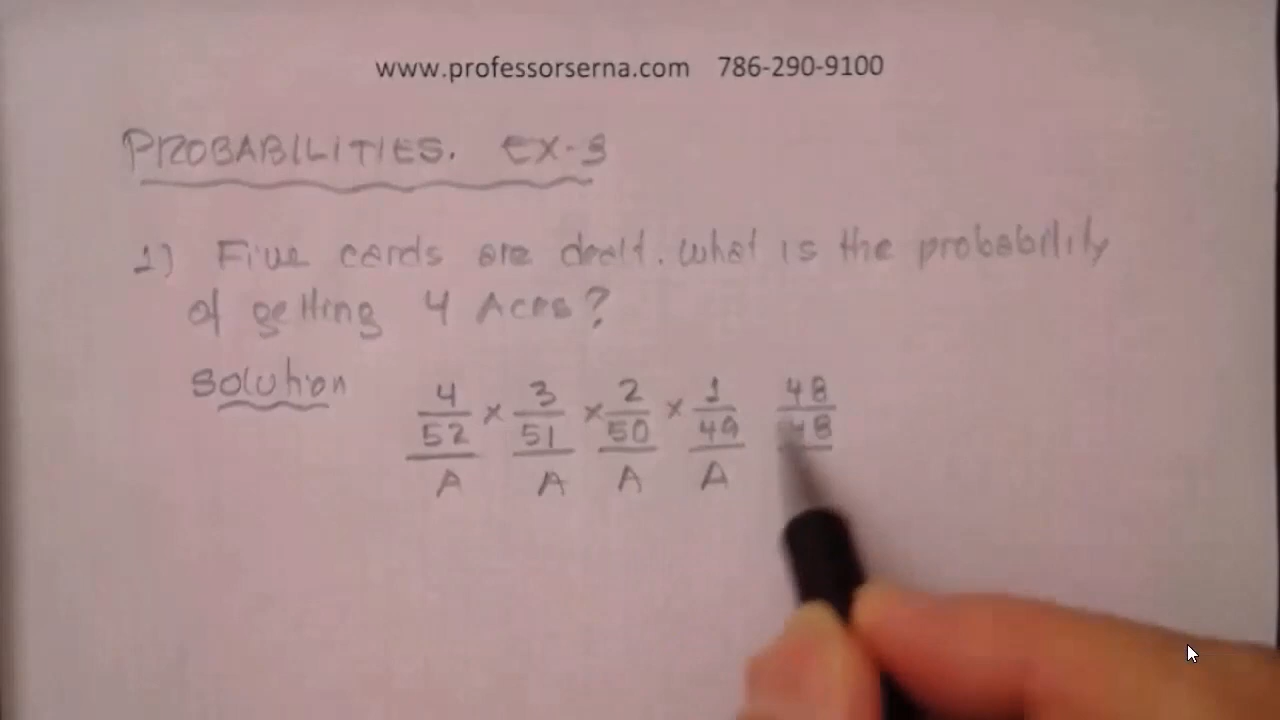 www.professorserna.com 786-290-9100
PROBABILITIES. EX-3
1) Five cards are dealt. What is the probability
of getting 4 Aces?
Solution
4/52 × 3/51 × 2/50 × 1/49 48/48
A A A A